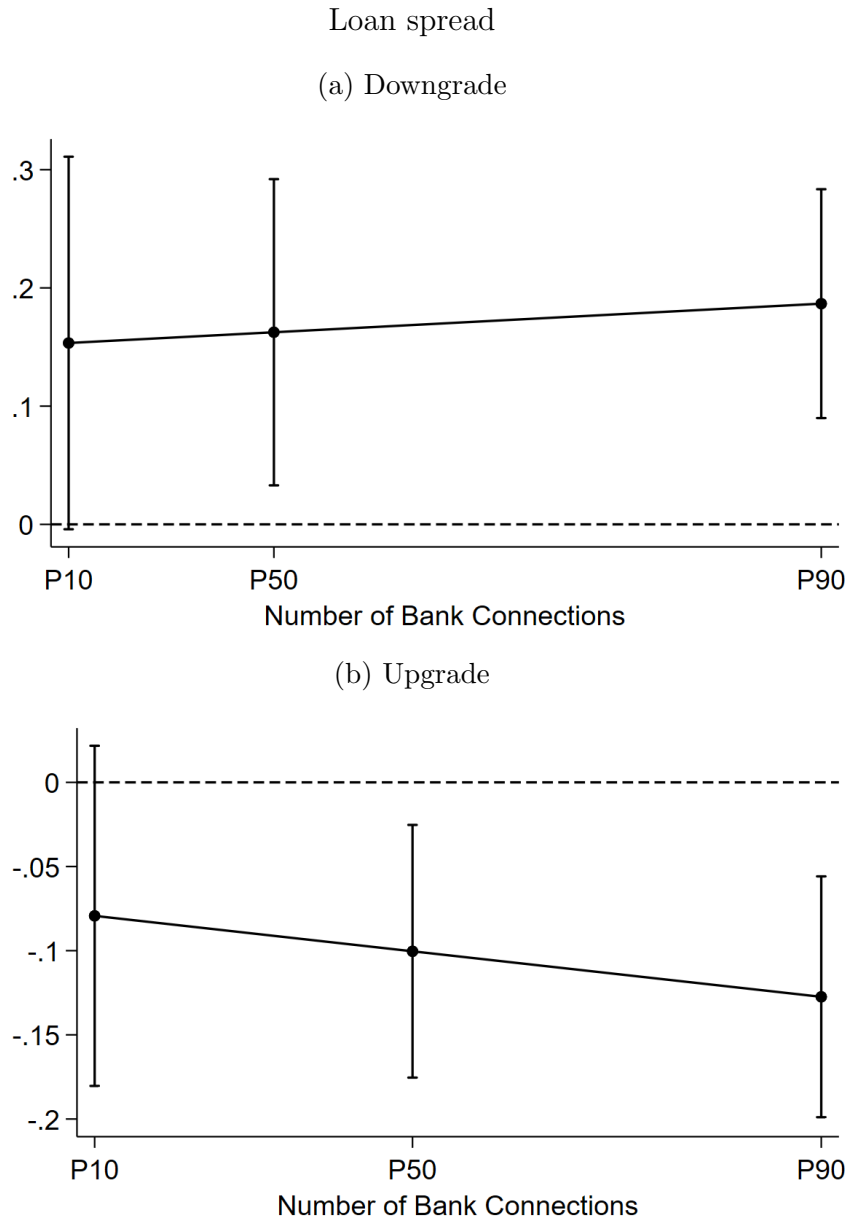 Loan spread
(a) Downgrade
.3
.2
.1
0
P10 P50 P90
Number of Bank Connections
(b) Upgrade
0
-.05
-.1
-.15
-.2
P10 P50 P90
Number of Bank Connections